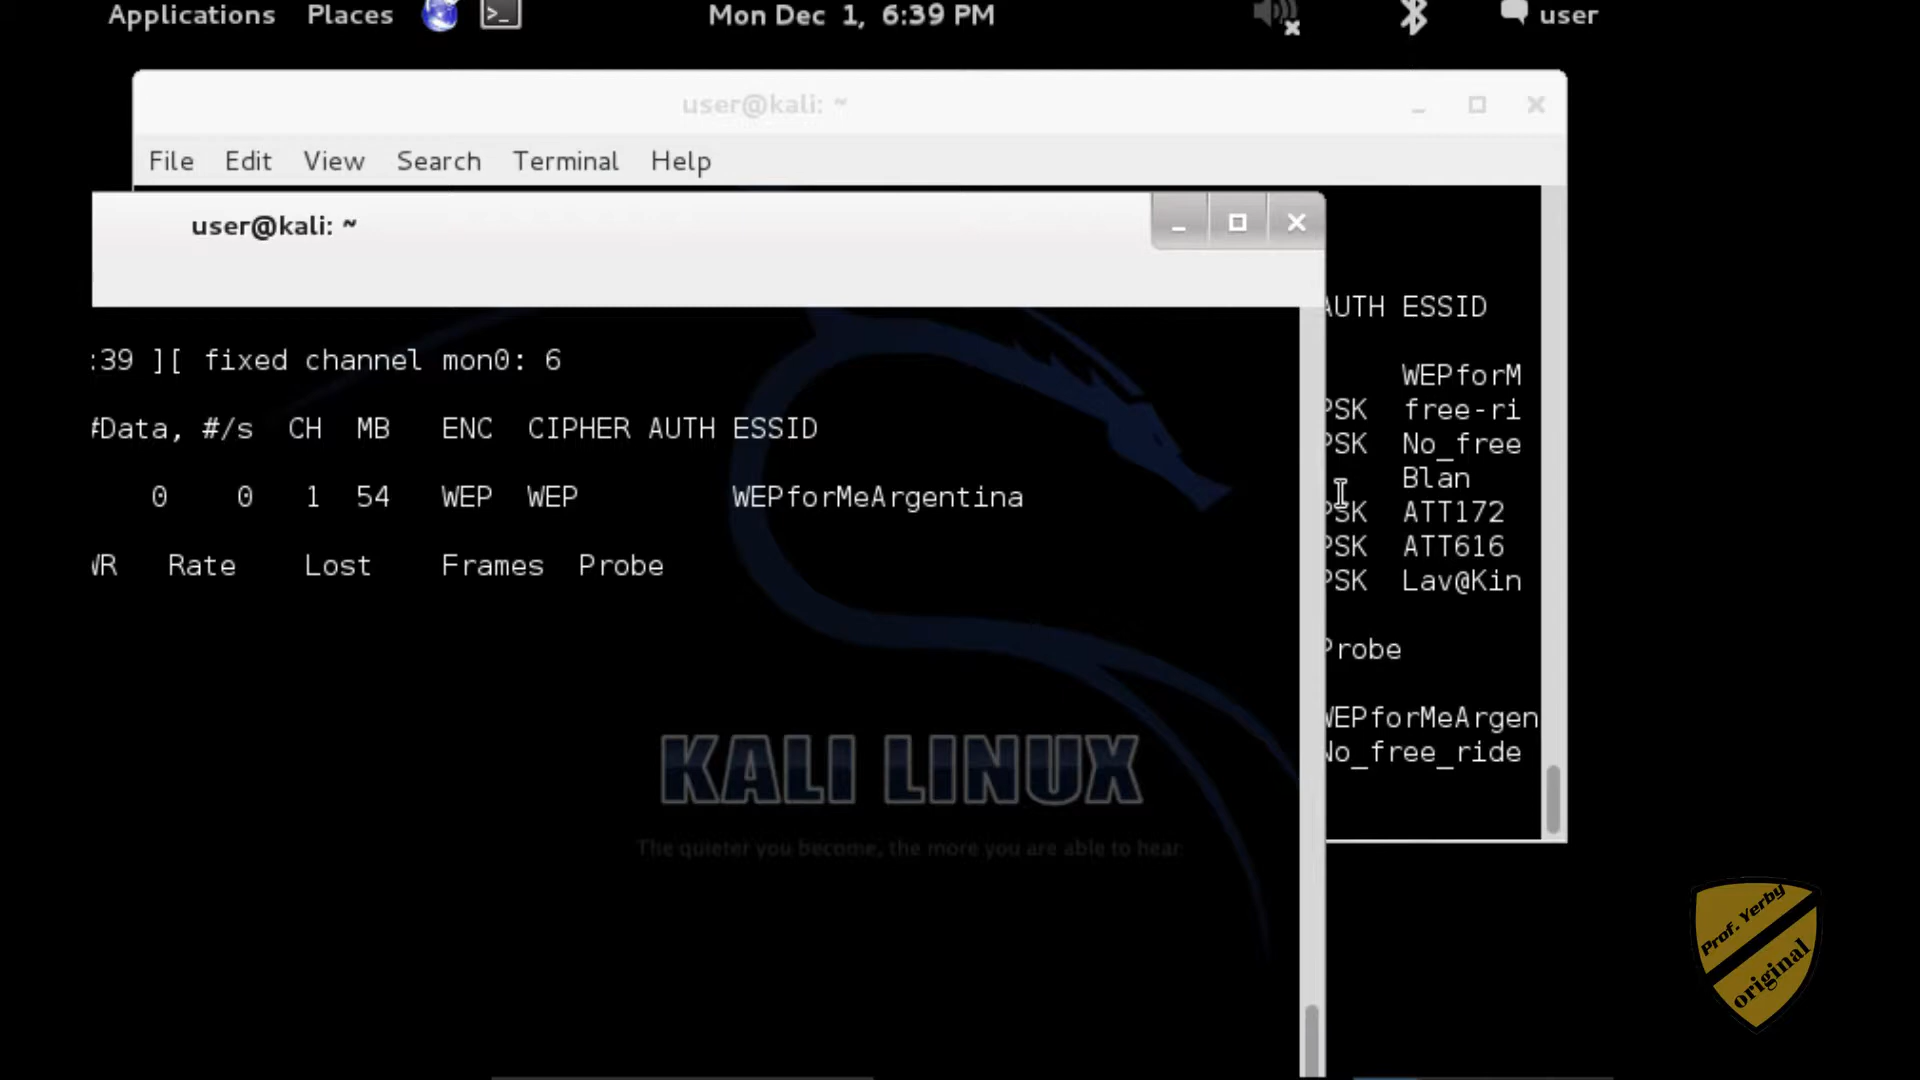 Applications Places Mon Dec 1, 6:39 PM user
user@kali: ~
File Edit View Search Terminal Help
user@kali: ~
:39 ][ fixed channel mon0: 6
#Data, #/s CH MB ENC CIPHER AUTH ESSID
0 0 1 54 WEP WEP WEPforMeArgentina
WR Rate Lost Frames Probe
AUTH ESSID
WEPforM
PSK free-ri
PSK No_free
Blan
PSK ATT172
PSK ATT616
PSK Lav@Kin
Probe
WEPforMeArgen
No_free_ride
KALI LINUX
The quieter you become, the more you are able to hear
Prof. Yerby
original